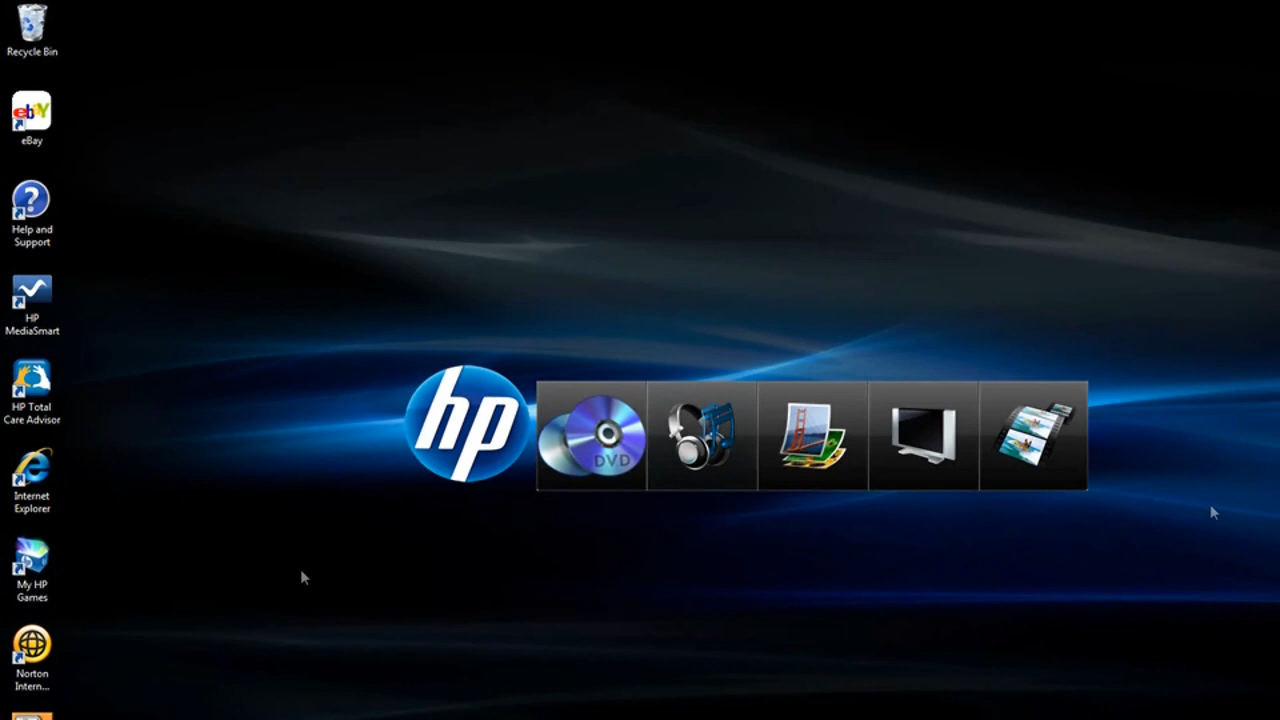 Recycle Bin
ebY
eBay
?
Help and
Support
HP
MediaSmart
HP Total
Care Advisor
Internet
Explorer
My HP
Games
Norton
Intern...
hp
DVD